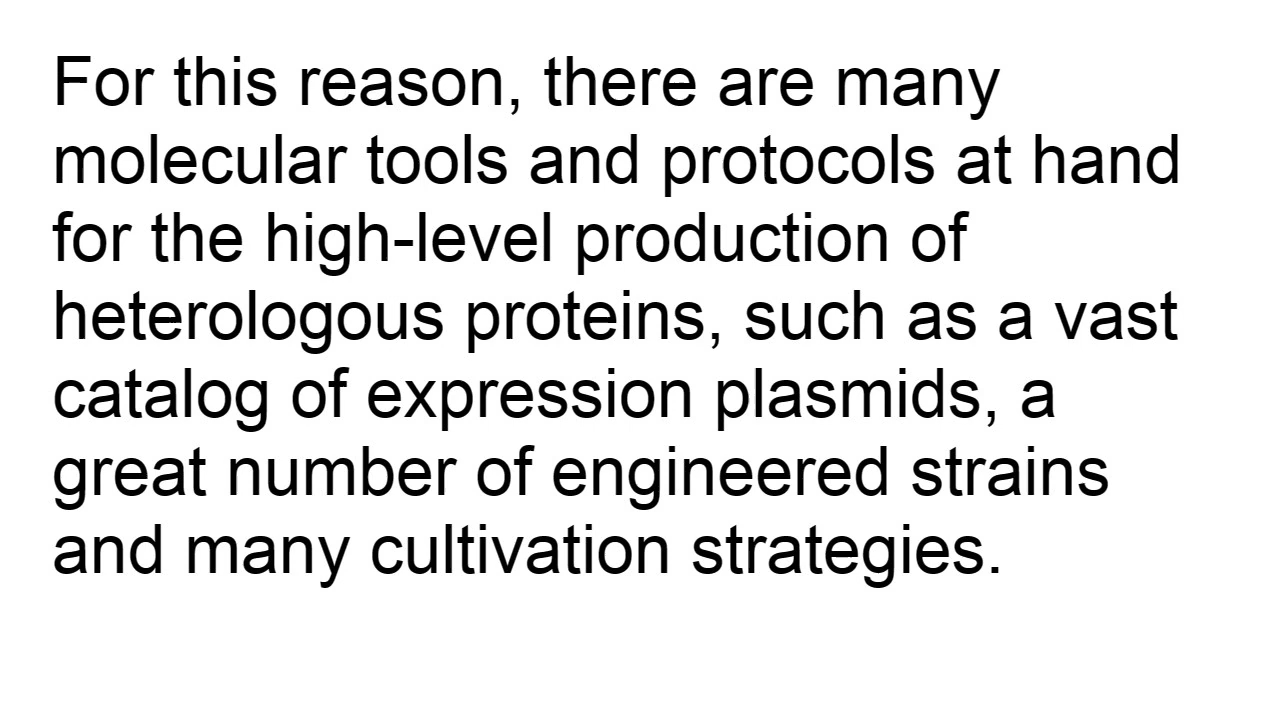 For this reason, there are many
molecular tools and protocols at hand
for the high-level production of
heterologous proteins, such as a vast
catalog of expression plasmids, a
great number of engineered strains
and many cultivation strategies.